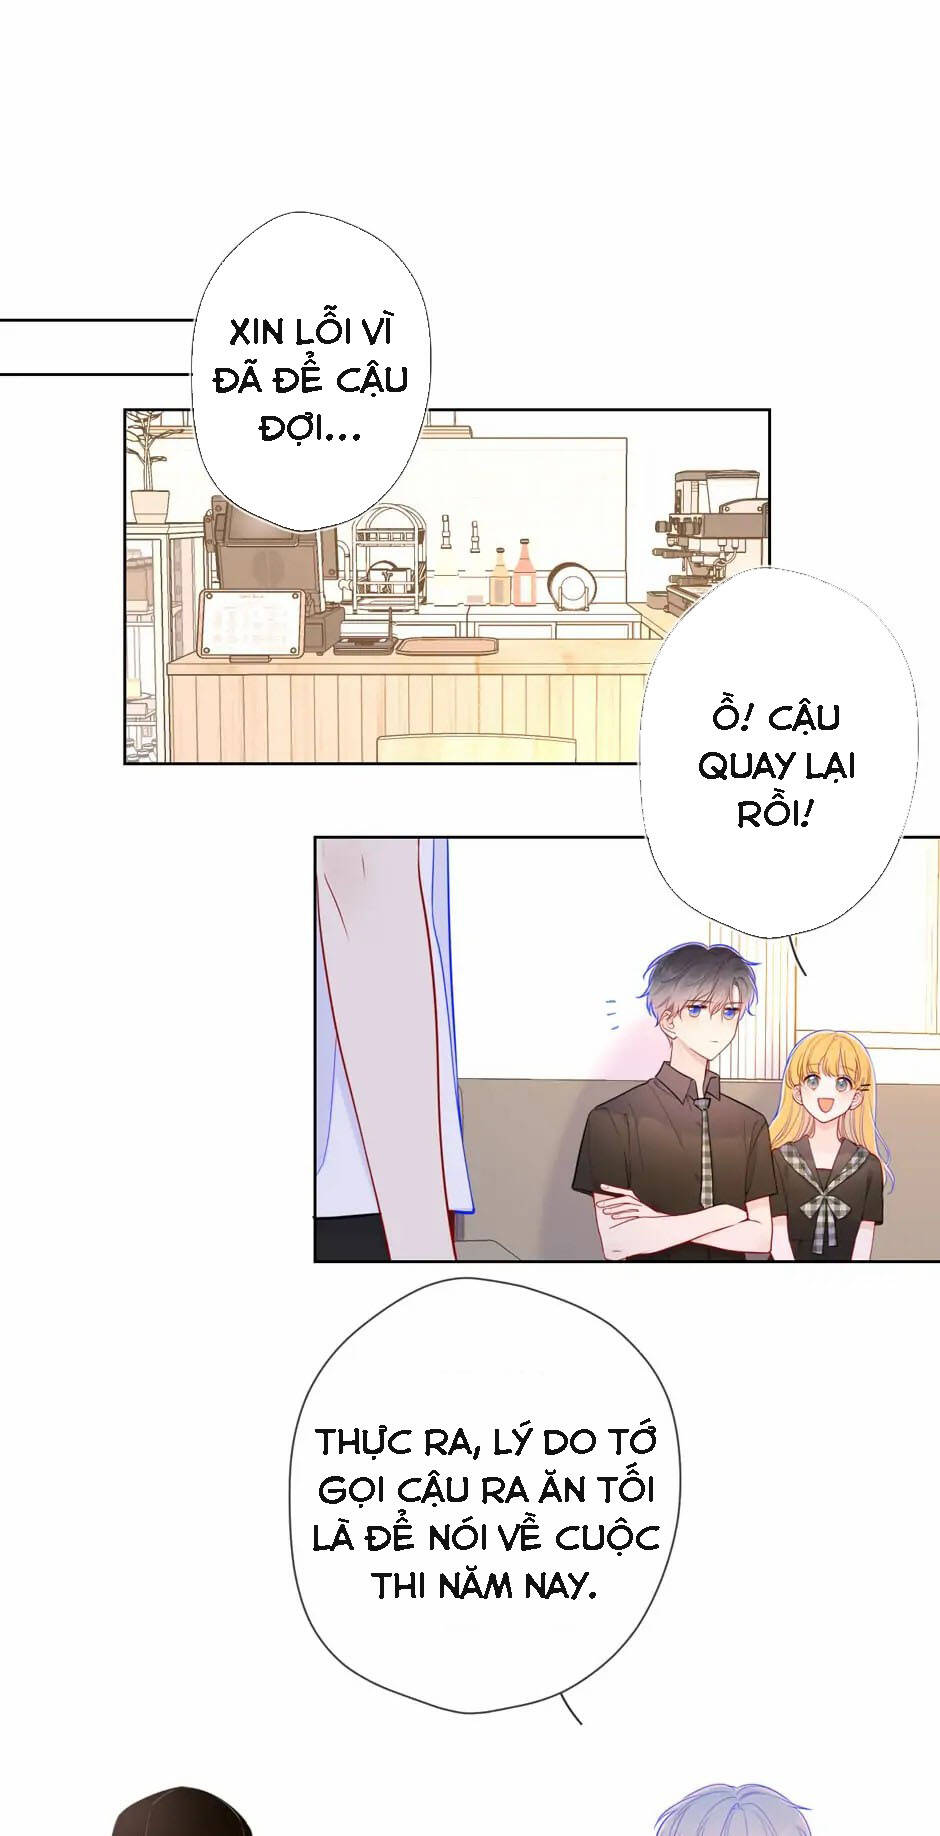 XIN LỖI VÌ
ĐÃ ĐỂ CẬU
ĐỢI...
Ồ! CẬU
QUAY LẠI
RỒI!
THỰC RA, LÝ DO TỚ
GỌI CẬU RA ĂN TỐI
LÀ ĐỂ NÓI VỀ CUỘC
THI NĂM NAY.